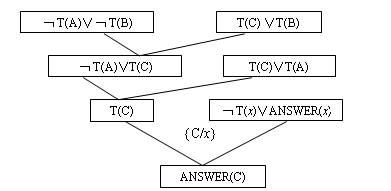 ￢T(A)∨￢T(B)
T(C)∨T(B)
￢T(A)∨T(C)
T(C)∨T(A)
T(C)
￢T(x)∨ANSWER(x)
{C/x}
ANSWER(C)